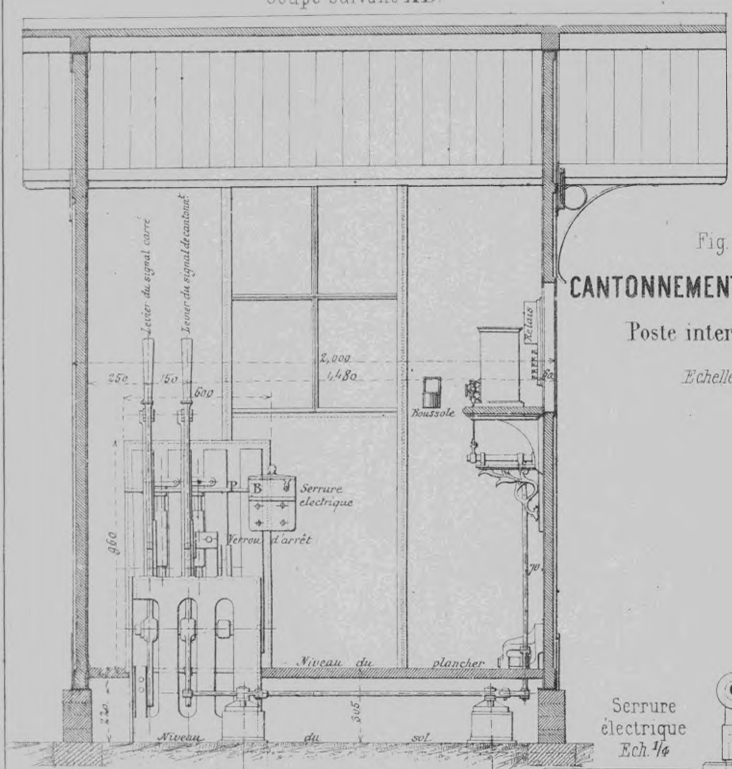 Coupe suivant AB.
Levier du signal carré
Levier du signal de cantonnt
Fig.
CANTONNEMENT
Poste inter
Echelle
Relais
2,000
1,480
250
150
600
80
Boussole
P
B
Serrure
électrique
Verrou d'arrêt
960
70
Niveau du plancher
220
305
Niveau du sol
Serrure
électrique
Ech. 1/4